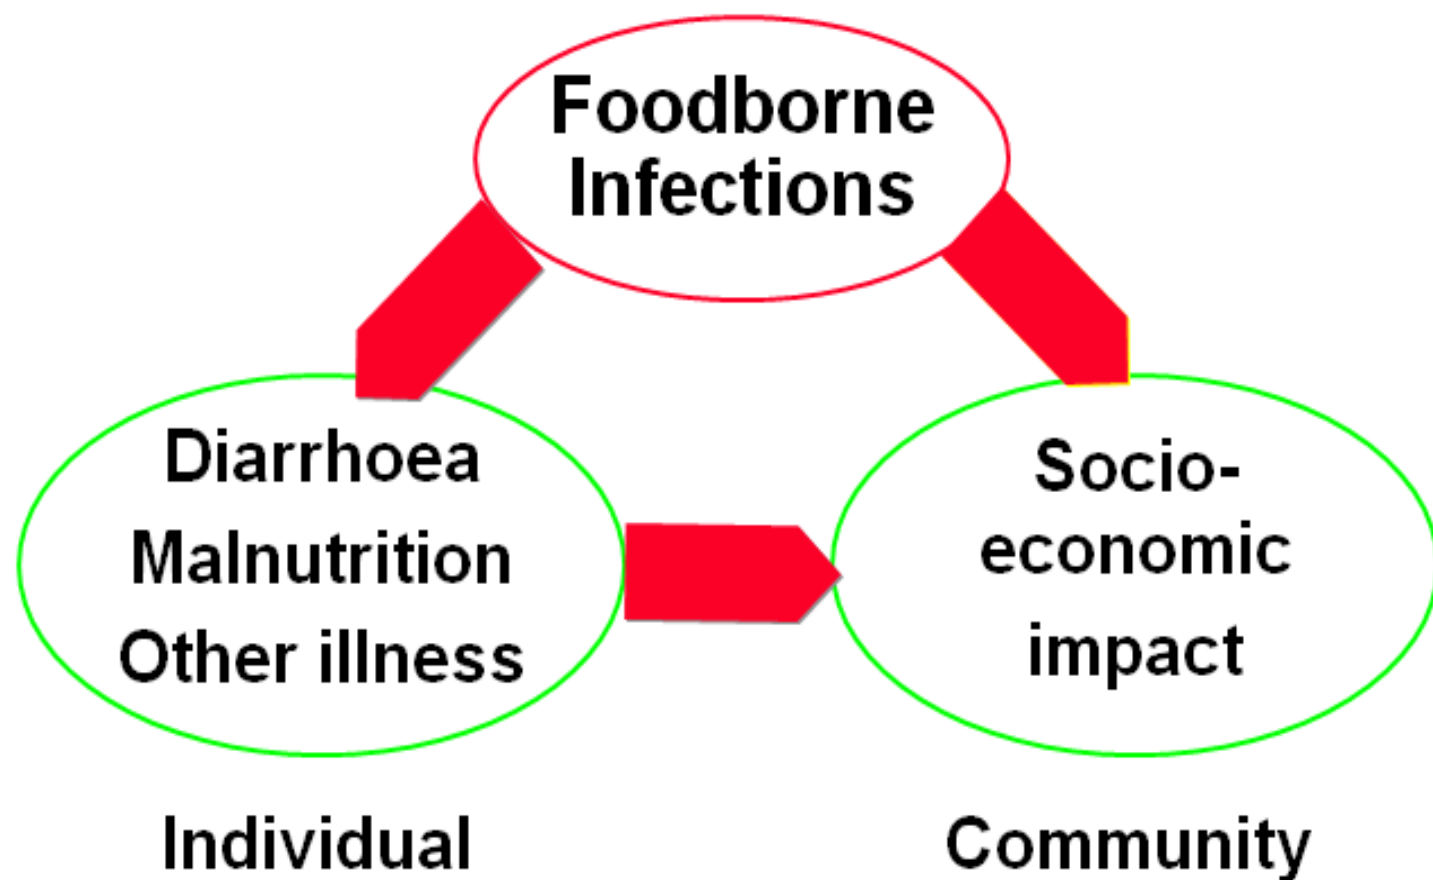 Foodborne
Infections
Diarrhoea
Malnutrition
Other illness
Socio-
economic
impact
Individual
Community